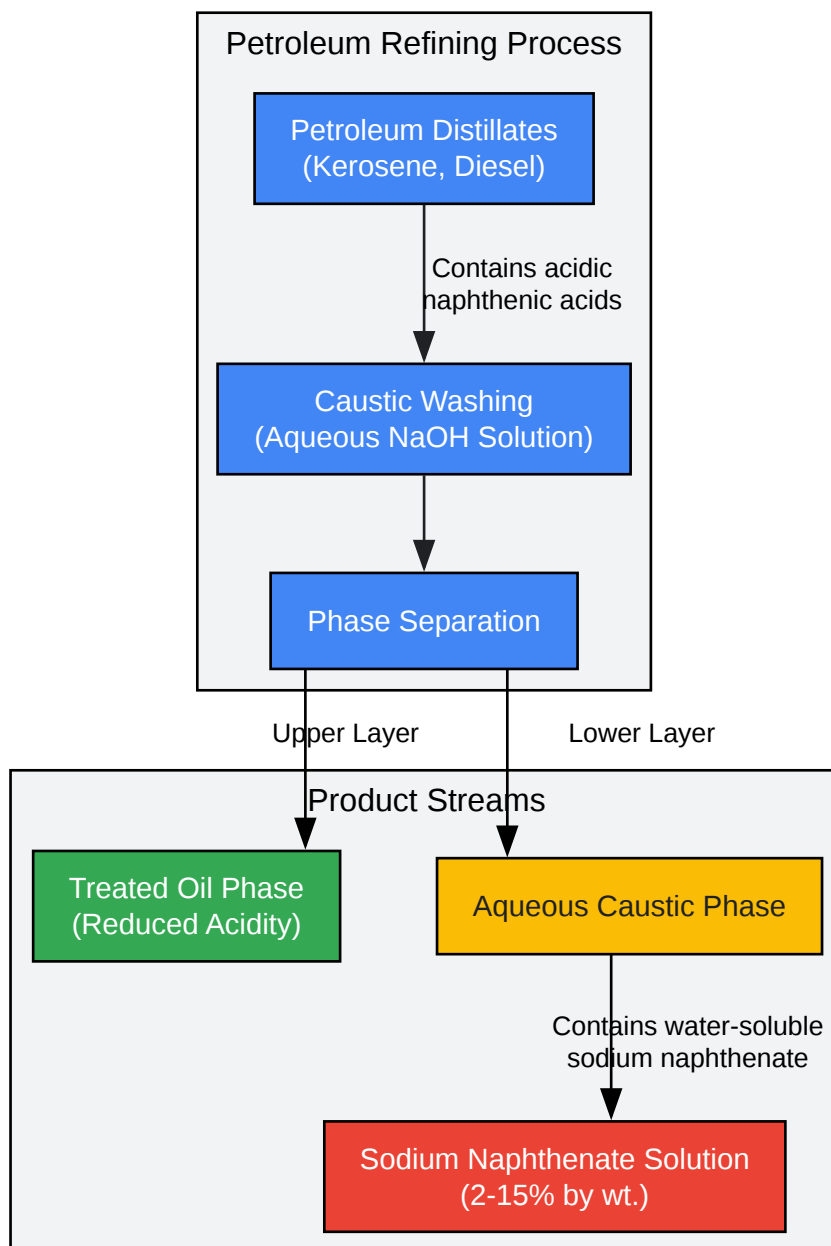 Petroleum Refining Process
Petroleum Distillates
(Kerosene, Diesel)
Contains acidic
naphthenic acids
Caustic Washing
(Aqueous NaOH Solution)
Phase Separation
Upper Layer
Lower Layer
Product Streams
Treated Oil Phase
(Reduced Acidity)
Aqueous Caustic Phase
Contains water-soluble
sodium naphthenate
Sodium Naphthenate Solution
(2-15% by wt.)